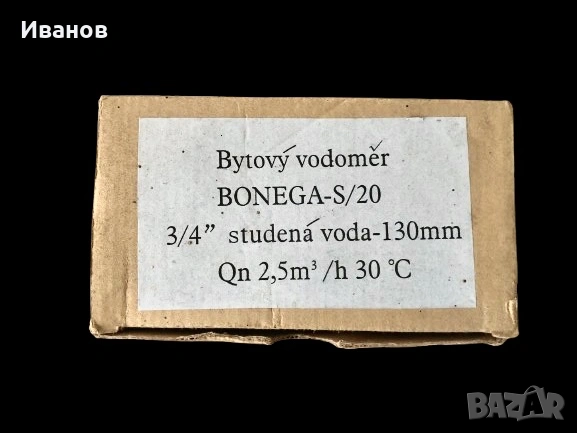 Иванов
Bytový vodoměr
BONEGA-S/20
3/4” studená voda-130mm
Qn 2,5m³/h 30 °C
BAZAR